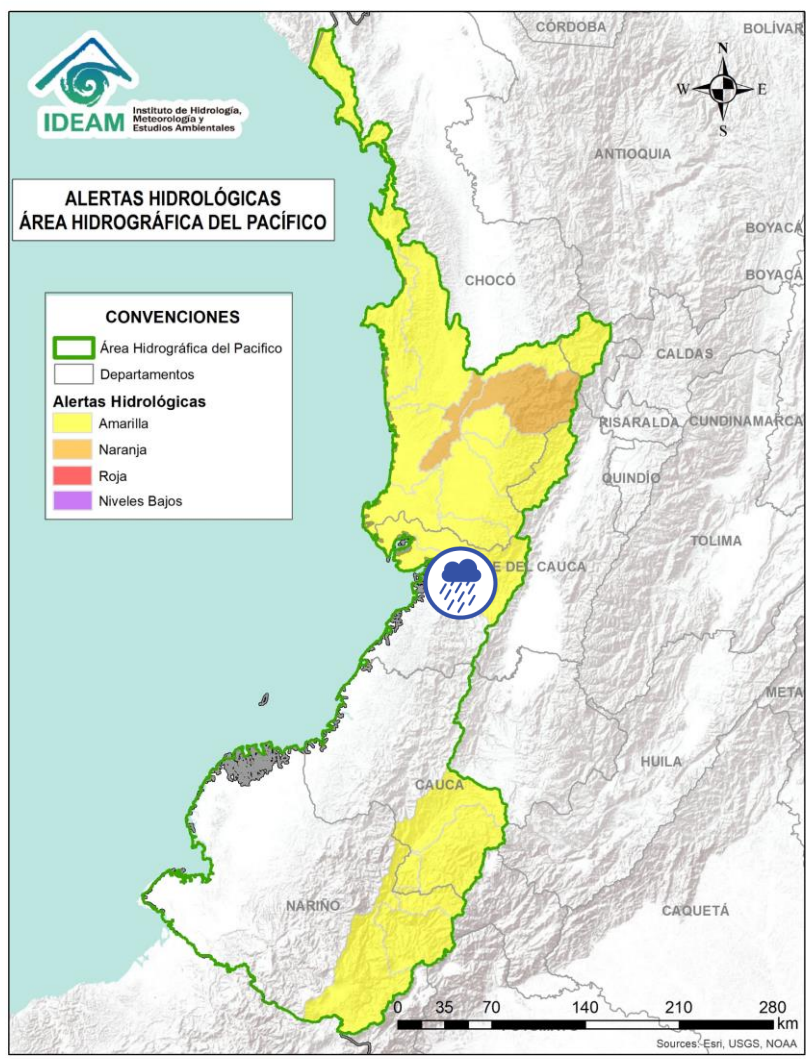 IDEAM
Instituto de Hidrología,
Meteorología y
Estudios Ambientales
ALERTAS HIDROLÓGICAS
ÁREA HIDROGRÁFICA DEL PACÍFICO
CONVENCIONES
Área Hidrográfica del Pacifico
Departamentos
Alertas Hidrológicas
Amarilla
Naranja
Roja
Niveles Bajos
CÓRDOBA
BOLÍVAR
N
W E
S
ANTIOQUIA
BOYACÁ
BOYACÁ
CHOCÓ
CALDAS
RISARALDA
CUNDINAMARCA
QUINDÍO
TOLIMA
E DEL CAUCA
META
HUILA
CAUCA
NARIÑO
CAQUETÁ
0 35 70 140 210 280
km
Sources: Esri, USGS, NOAA